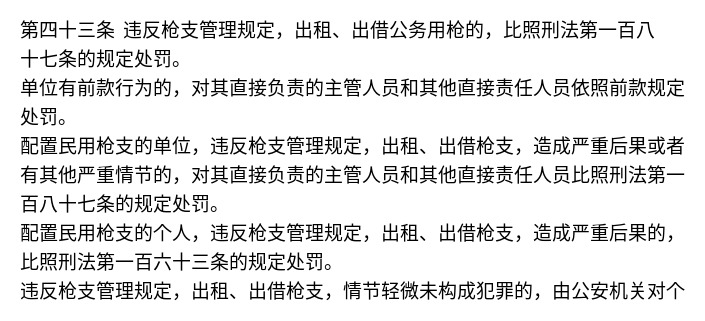 第四十三条 违反枪支管理规定，出租、出借公务用枪的，比照刑法第一百八
十七条的规定处罚。
单位有前款行为的，对其直接负责的主管人员和其他直接责任人员依照前款规定
处罚。
配置民用枪支的单位，违反枪支管理规定，出租、出借枪支，造成严重后果或者
有其他严重情节的，对其直接负责的主管人员和其他直接责任人员比照刑法第一
百八十七条的规定处罚。
配置民用枪支的个人，违反枪支管理规定，出租、出借枪支，造成严重后果的，
比照刑法第一百六十三条的规定处罚。
违反枪支管理规定，出租、出借枪支，情节轻微未构成犯罪的，由公安机关对个